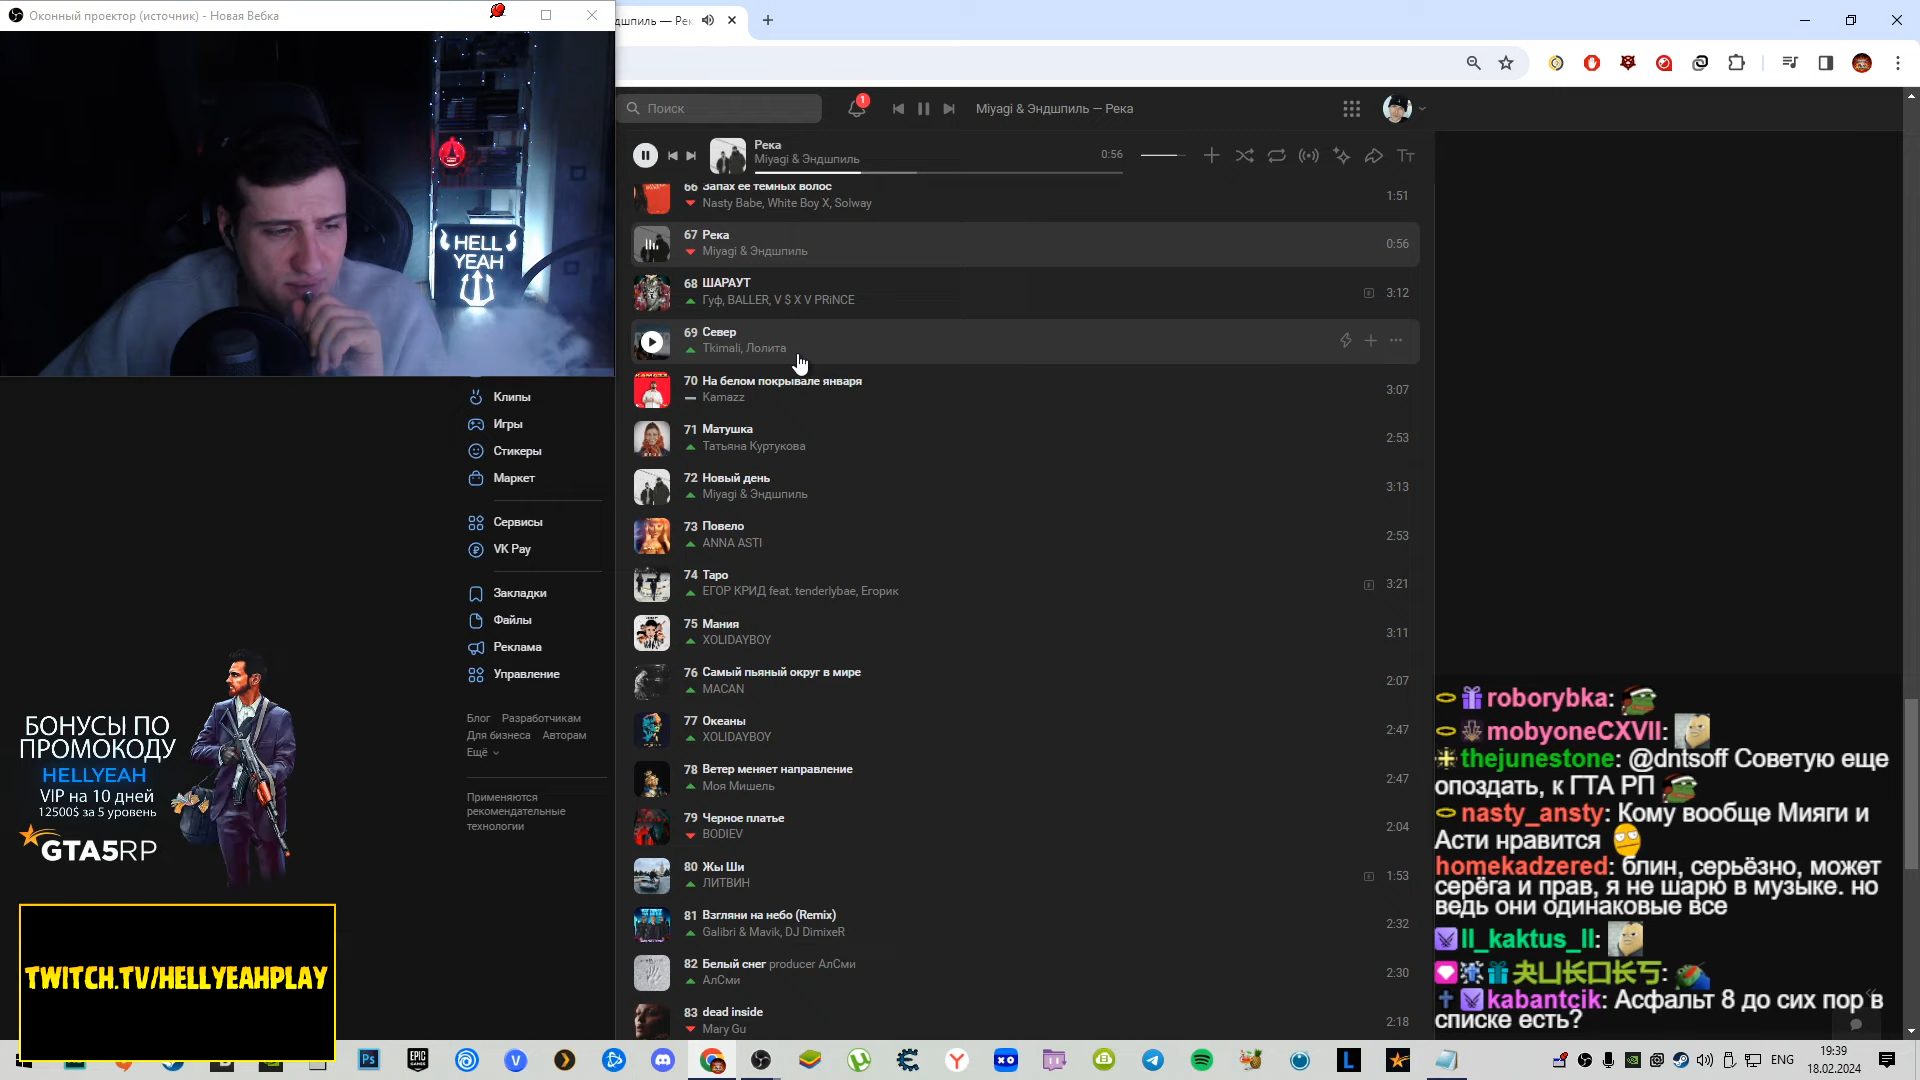 Оконный проектор (источник) - Новая Вебка
дшпиль — Рек
Поиск
1
Miyagi & Эндшпиль — Река
Река
Miyagi & Эндшпиль
0:56
HELL
YEAH
66 Запах её тёмных волос
Nasty Babe, White Boy X, Solway
1:51
67 Река
Miyagi & Эндшпиль
0:56
68 ШАРАУТ
Гуф, BALLER, V $ X V PRiNCE
E 3:12
69 Север
Tkimali, Лолита
70 На белом покрывале января
Kamazz
3:07
71 Матушка
Татьяна Куртукова
2:53
72 Новый день
Miyagi & Эндшпиль
3:13
73 Повело
ANNA ASTI
2:53
74 Таро
ЕГОР КРИД feat. tenderlybae, Егорик
E 3:21
75 Мания
XOLIDAYBOY
3:11
76 Самый пьяный округ в мире
MACAN
2:07
77 Океаны
XOLIDAYBOY
2:47
78 Ветер меняет направление
Моя Мишель
2:47
79 Черное платье
BODIEV
2:04
80 Жы Ши
ЛИТВИН
E 1:53
81 Взгляни на небо (Remix)
Galibri & Mavik, DJ DimixeR
2:32
82 Белый снег producer АлСми
АлСми
2:30
83 dead inside
Mary Gu
2:18
Клипы
Игры
Стикеры
Маркет
Сервисы
VK Pay
Закладки
Файлы
Реклама
Управление
Блог Разработчикам
Для бизнеса Авторам
Ещё
Применяются
рекомендательные
технологии
БОНУСЫ ПО
ПРОМОКОДУ
HELLYEAH
VIP на 10 дней
12500$ за 5 уровень
GTA5RP
TWITCH.TV/HELLYEAHPLAY
roborybka:
mobyoneCXVII:
thejunestone: @dntsoff Советую еще
опоздать, к ГТА РП
nasty_ansty: Кому вообще Мияги и
Асти нравится
homekadzered: блин, серьёзно, может
серёга и прав, я не шарю в музыке. но
ведь они одинаковые все
ll_kaktus_ll:
kabantcik: Асфальт 8 до сих пор в
списке есть?
ENG
19:39
18.02.2024